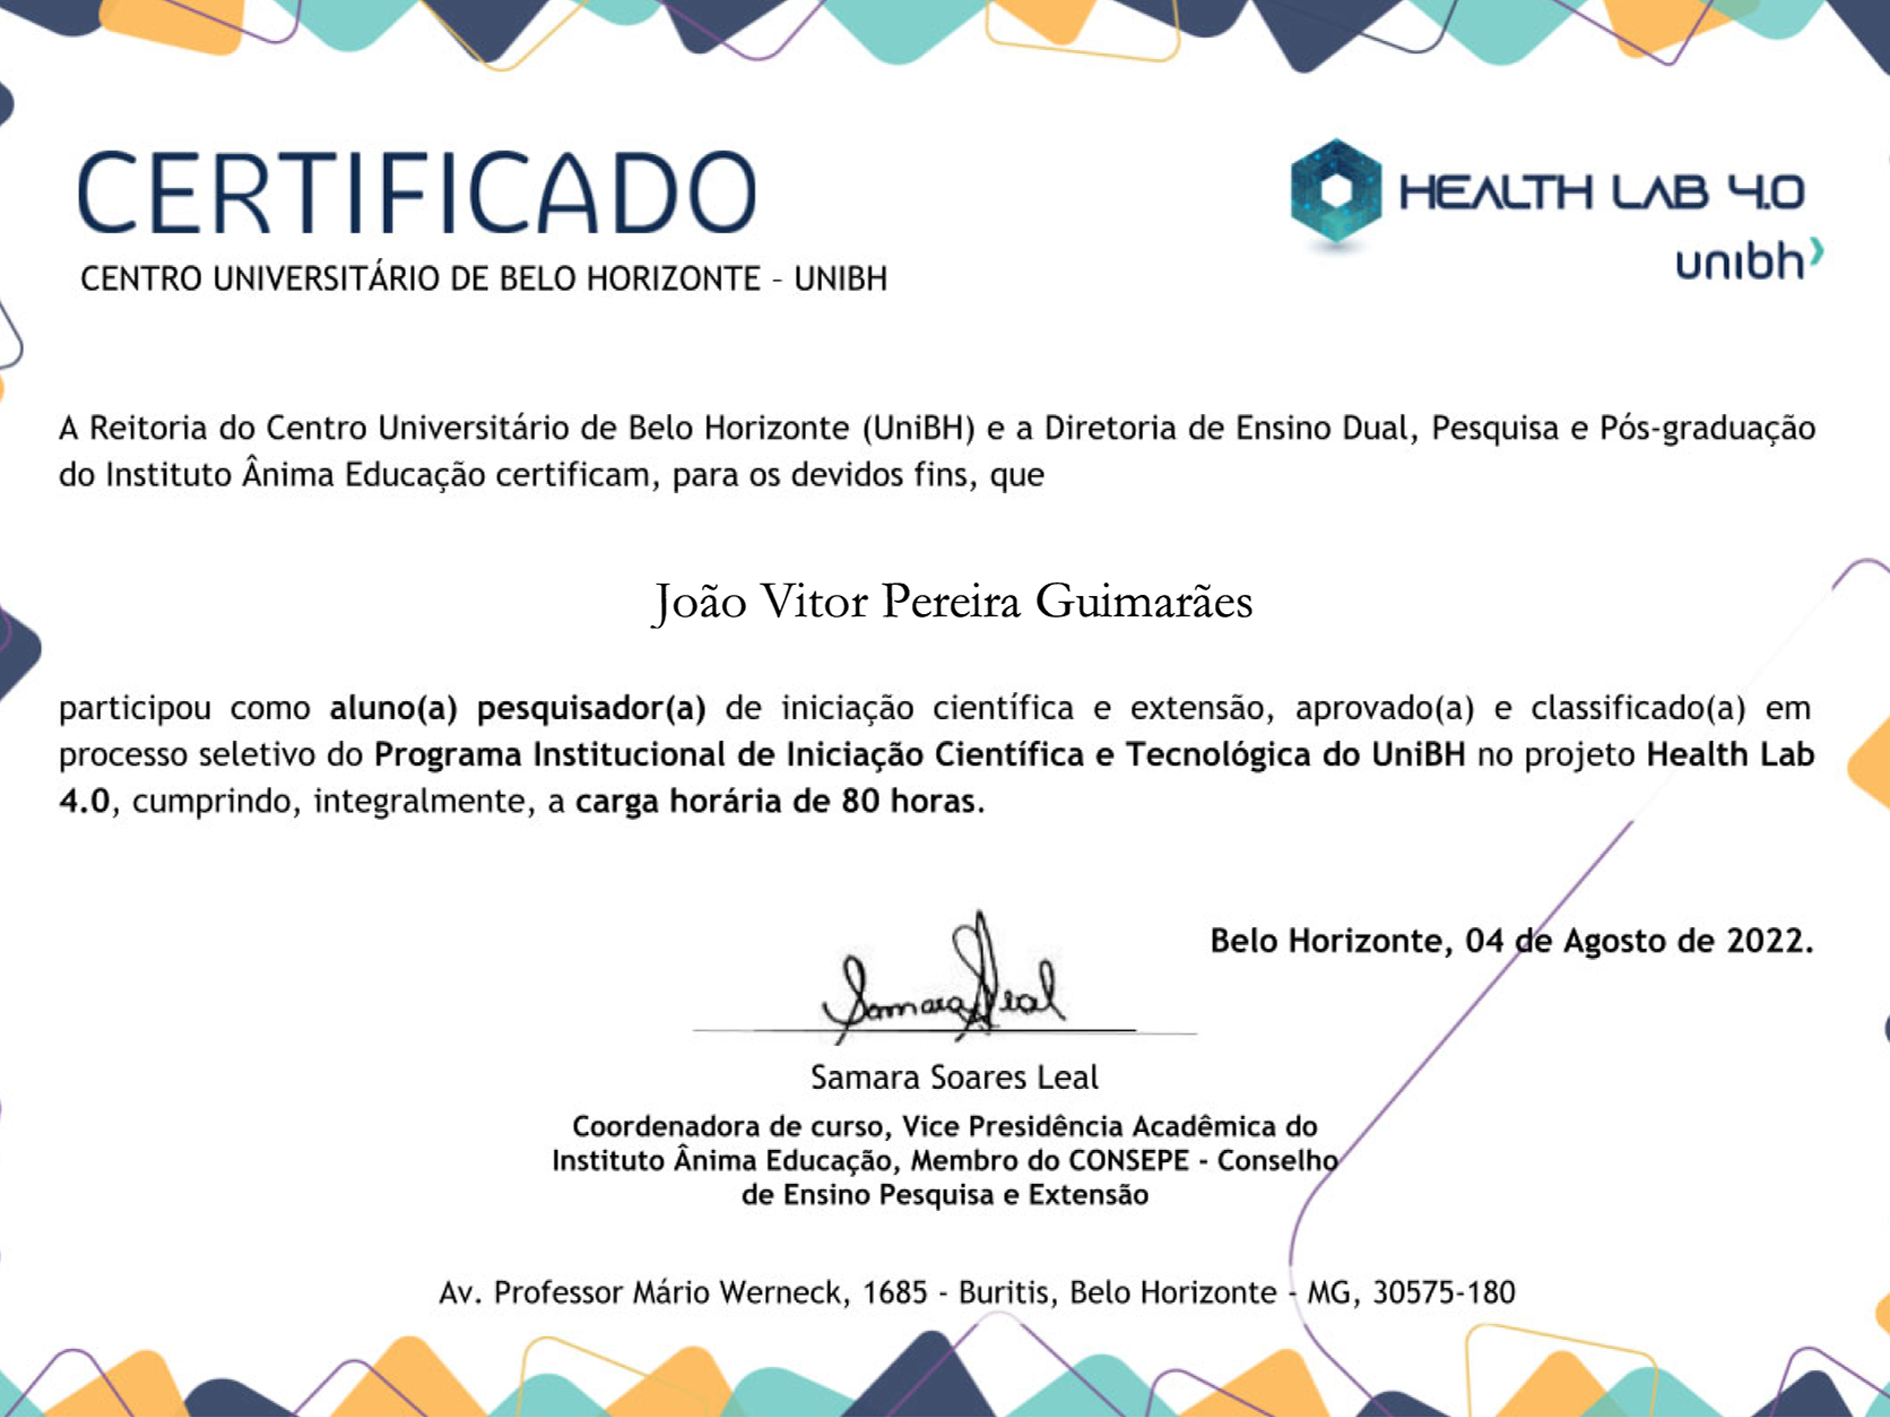 CERTIFICADO
HEALTH LAB 4.0
unibh
CENTRO UNIVERSITÁRIO DE BELO HORIZONTE – UNIBH
A Reitoria do Centro Universitário de Belo Horizonte (UniBH) e a Diretoria de Ensino Dual, Pesquisa e Pós-graduação
do Instituto Ânima Educação certificam, para os devidos fins, que
João Vitor Pereira Guimarães
participou como aluno(a) pesquisador(a) de iniciação científica e extensão, aprovado(a) e classificado(a) em
processo seletivo do Programa Institucional de Iniciação Científica e Tecnológica do UniBH no projeto Health Lab
4.0, cumprindo, integralmente, a carga horária de 80 horas.
Belo Horizonte, 04 de Agosto de 2022.
Samara Leal
Samara Soares Leal
Coordenadora de curso, Vice Presidência Acadêmica do
Instituto Ânima Educação, Membro do CONSEPE - Conselho
de Ensino Pesquisa e Extensão
Av. Professor Mário Werneck, 1685 - Buritis, Belo Horizonte - MG, 30575-180